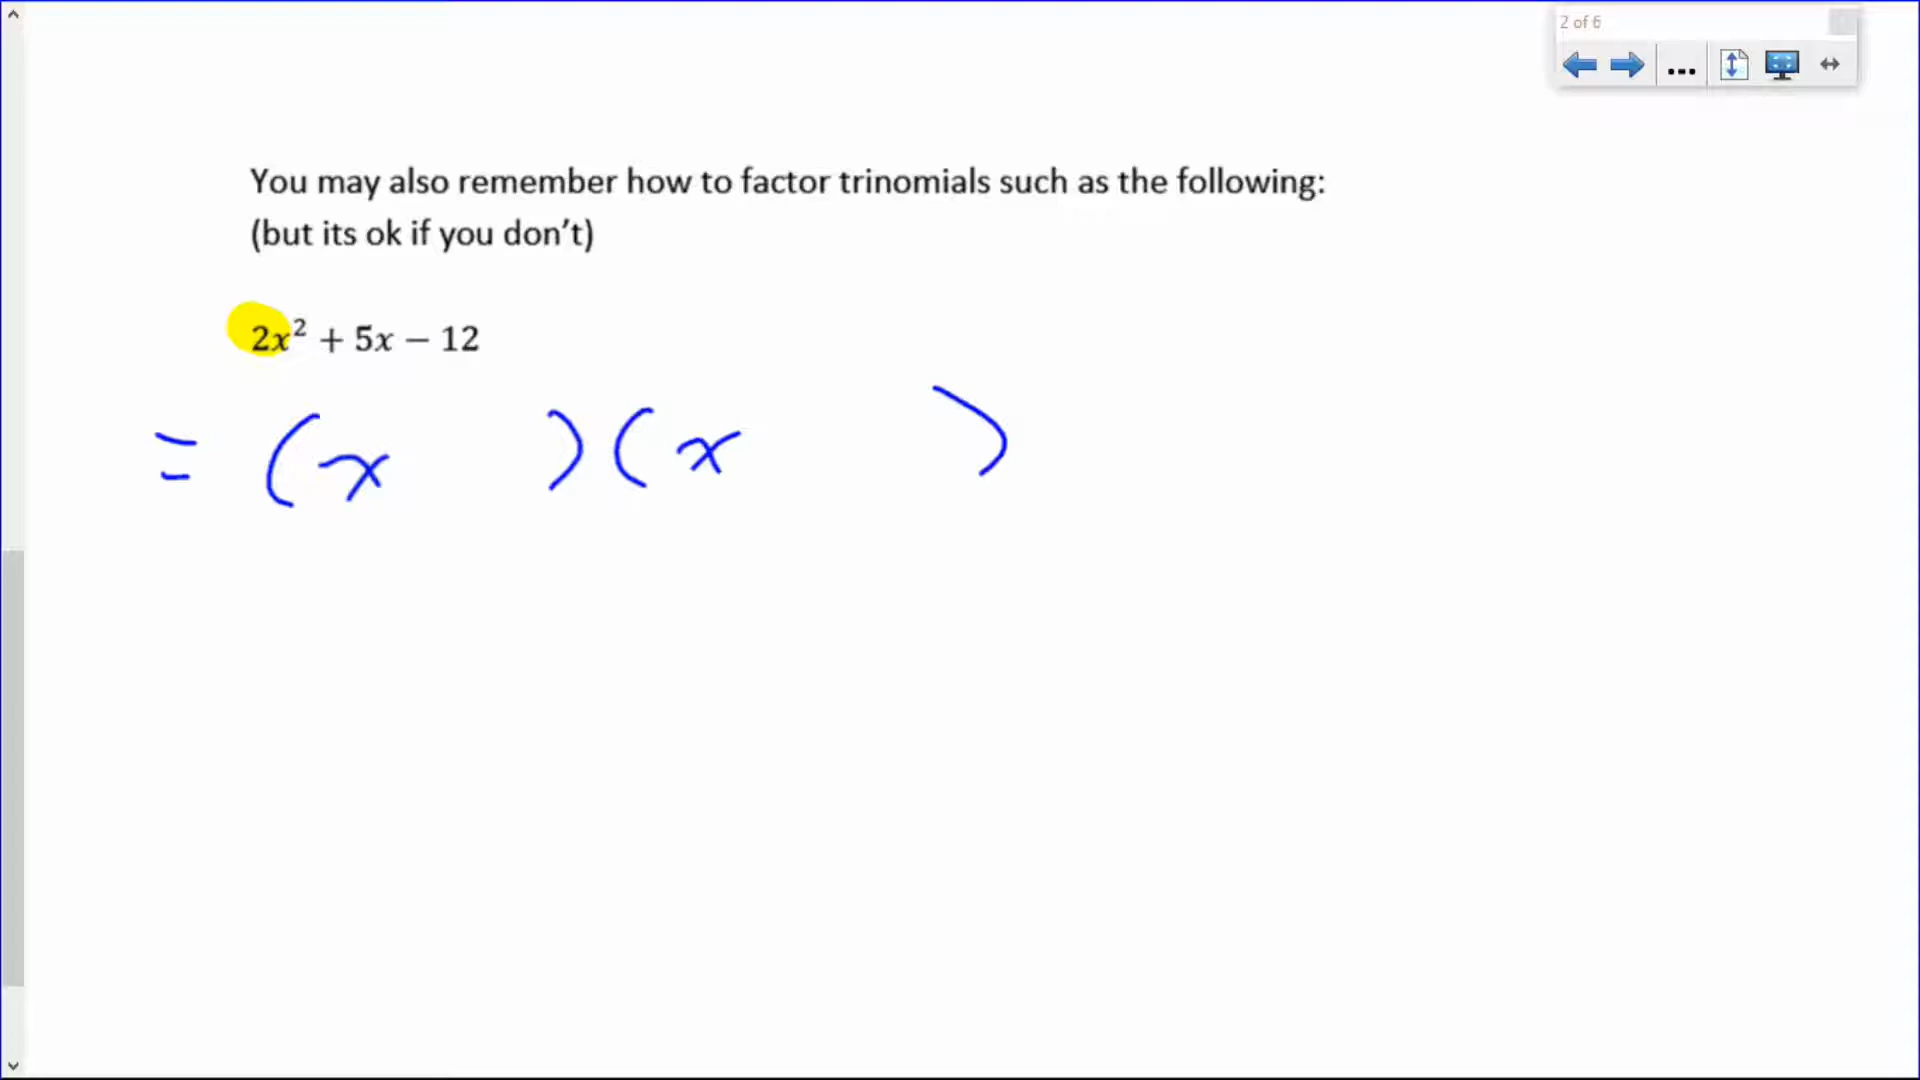 2 of 6
...
You may also remember how to factor trinomials such as the following:
(but its ok if you don’t)
2x² + 5x − 12
= (x )(x )